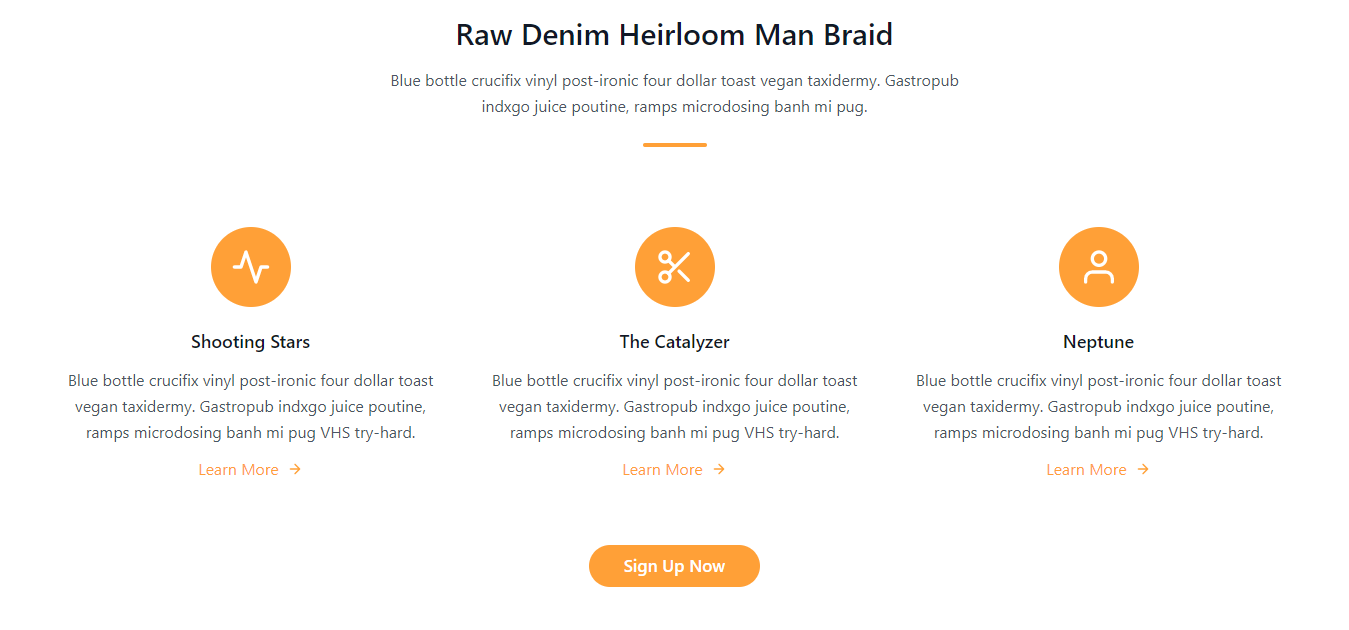 Raw Denim Heirloom Man Braid
Blue bottle crucifix vinyl post-ironic four dollar toast vegan taxidermy. Gastropub
indxgo juice poutine, ramps microdosing banh mi pug.
Shooting Stars
Blue bottle crucifix vinyl post-ironic four dollar toast
vegan taxidermy. Gastropub indxgo juice poutine,
ramps microdosing banh mi pug VHS try-hard.
Learn More
The Catalyzer
Blue bottle crucifix vinyl post-ironic four dollar toast
vegan taxidermy. Gastropub indxgo juice poutine,
ramps microdosing banh mi pug VHS try-hard.
Learn More
Neptune
Blue bottle crucifix vinyl post-ironic four dollar toast
vegan taxidermy. Gastropub indxgo juice poutine,
ramps microdosing banh mi pug VHS try-hard.
Learn More
Sign Up Now